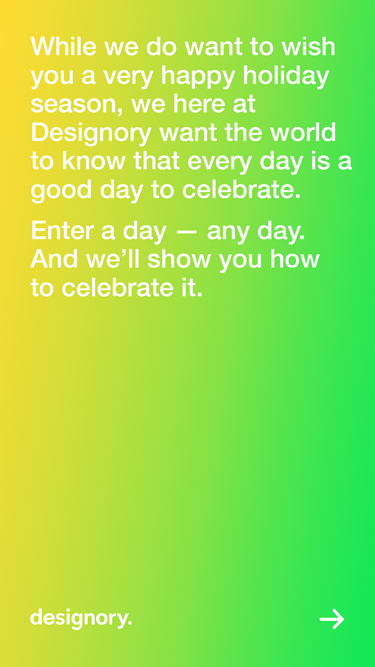 While we do want to wish
you a very happy holiday
season, we here at
Designory want the world
to know that every day is a
good day to celebrate.
Enter a day — any day.
And we’ll show you how
to celebrate it.
designory.